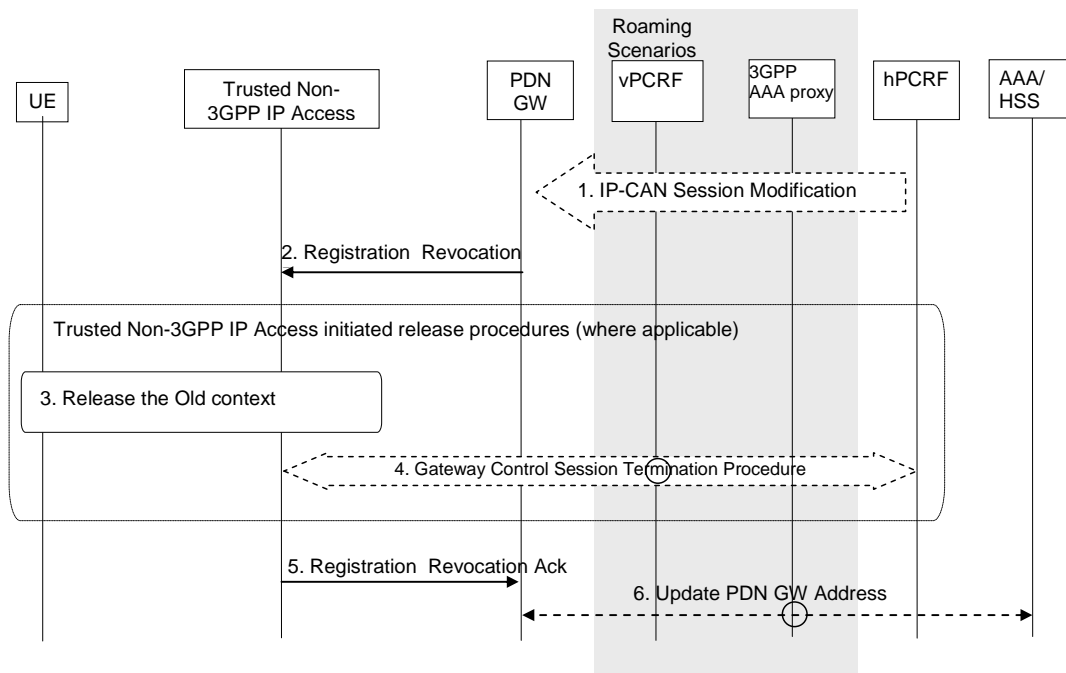 Roaming
Scenarios
UE
Trusted Non-
3GPP IP Access
PDN
GW
vPCRF
3GPP
AAA proxy
hPCRF
AAA/
HSS
1. IP-CAN Session Modification
2. Registration Revocation
Trusted Non-3GPP IP Access initiated release procedures (where applicable)
3. Release the Old context
4. Gateway Control Session Termination Procedure
5. Registration Revocation Ack
6. Update PDN GW Address